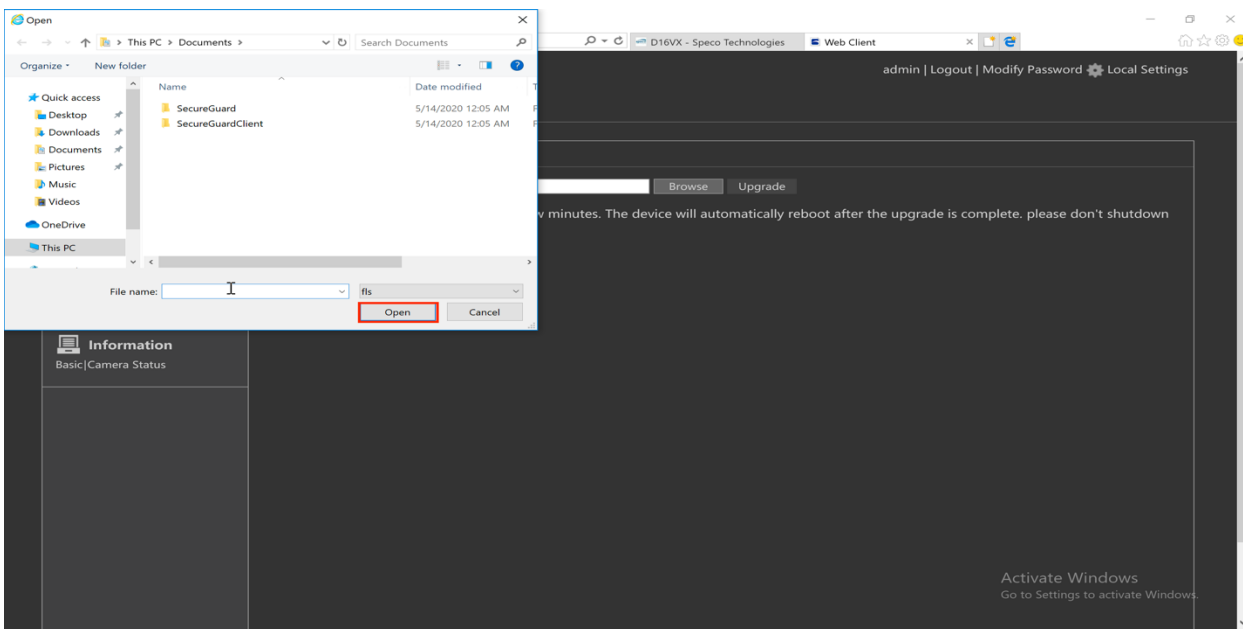 Open
This PC > Documents >
Search Documents
D16VX - Speco Technologies
Web Client
Organize
New folder
admin | Logout | Modify Password Local Settings
Name
Date modified
T
Quick access
Desktop
Downloads
Documents
Pictures
Music
Videos
OneDrive
This PC
SecureGuard
5/14/2020 12:05 AM
F
SecureGuardClient
5/14/2020 12:05 AM
F
Browse
Upgrade
w minutes. The device will automatically reboot after the upgrade is complete. please don't shutdown
File name:
fls
Open
Cancel
Information
Basic|Camera Status
Activate Windows
Go to Settings to activate Windows.